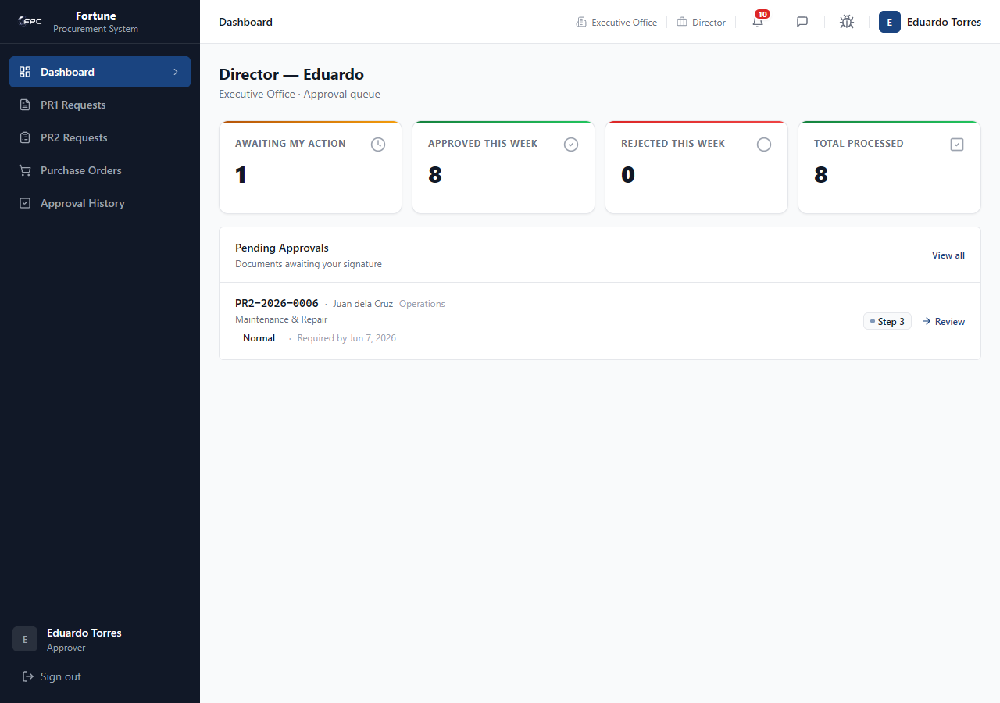 FPC
Fortune
Procurement System
Dashboard
PR1 Requests
PR2 Requests
Purchase Orders
Approval History
Eduardo Torres
Approver
E
Sign out
Dashboard
Executive Office
Director
10
E
Eduardo Torres
Director — Eduardo
Executive Office · Approval queue
AWAITING MY ACTION
1
APPROVED THIS WEEK
8
REJECTED THIS WEEK
0
TOTAL PROCESSED
8
Pending Approvals
Documents awaiting your signature
View all
PR2-2026-0006 · Juan dela Cruz Operations
Maintenance & Repair
Normal · Required by Jun 7, 2026
Step 3
Review